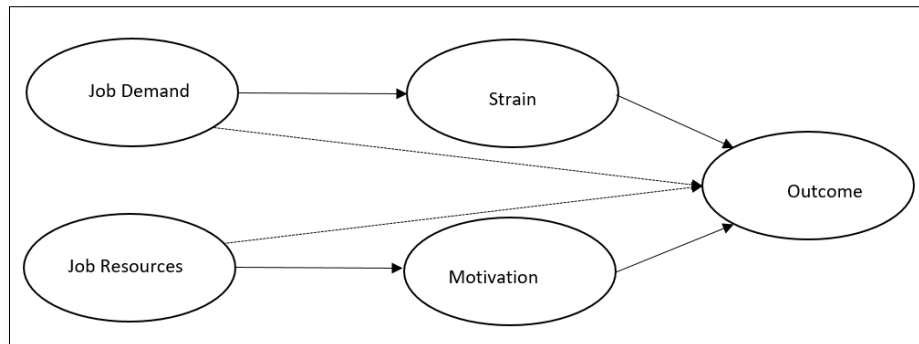 Job Demand
Strain
Outcome
Job Resources
Motivation